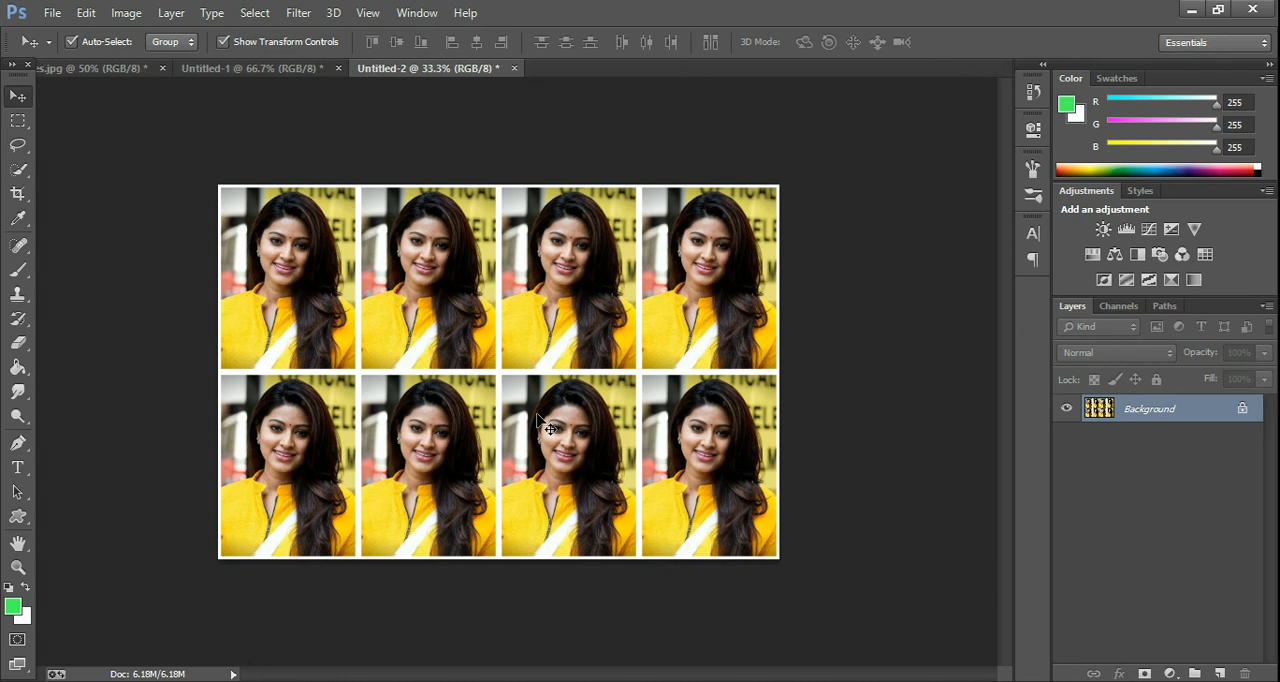 Ps File Edit Image Layer Type Select Filter 3D View Window Help
Auto-Select: Group Show Transform Controls 3D Mode: Essentials
s.jpg @ 50% (RGB/8) * × Untitled-1 @ 66.7% (RGB/8) * × Untitled-2 @ 33.3% (RGB/8) * ×
Color Swatches
R 255
G 255
B 255
Adjustments Styles
Add an adjustment
Layers Channels Paths
Kind
Normal Opacity: 100%
Lock: Fill: 100%
Background
Doc: 6.18M/6.18M